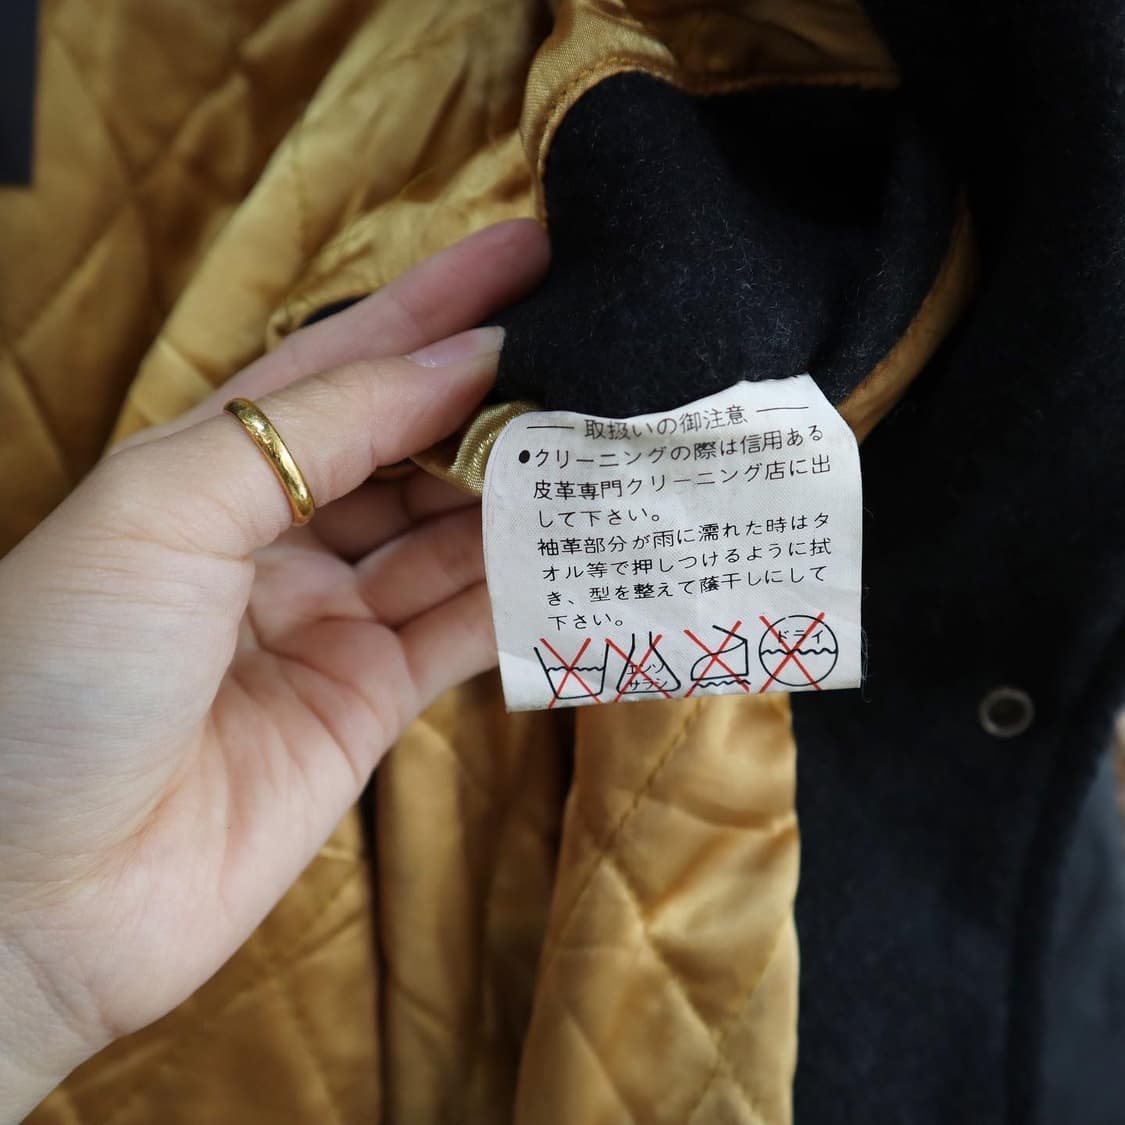 取扱いの御注意
●クリーニングの際は信用ある
皮革専門クリーニング店に出
して下さい。
袖革部分が雨に濡れた時はタ
オル等で押しつけるように拭
き、型を整えて蔭干しにして
下さい。
エンソ
サラシ
ドライ